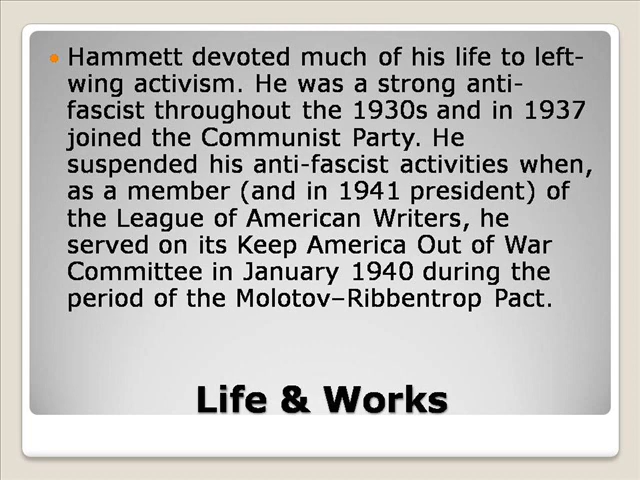 Hammett devoted much of his life to left-
wing activism. He was a strong anti-
fascist throughout the 1930s and in 1937
joined the Communist Party. He
suspended his anti-fascist activities when,
as a member (and in 1941 president) of
the League of American Writers, he
served on its Keep America Out of War
Committee in January 1940 during the
period of the Molotov–Ribbentrop Pact.
Life & Works